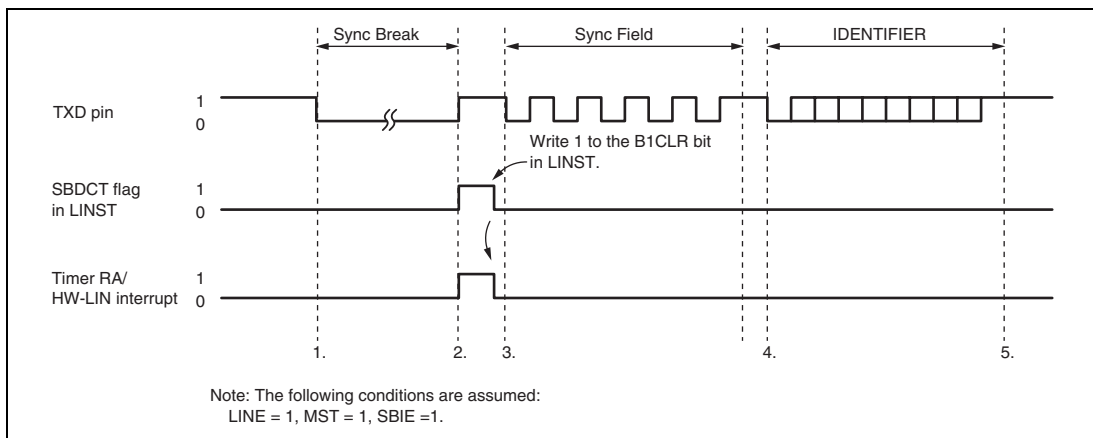 Sync Break
Sync Field
IDENTIFIER
TXD pin
1
0
Write 1 to the B1CLR bit
in LINST.
SBDCT flag
in LINST
1
0
Timer RA/
HW-LIN interrupt
1
0
1.
2.
3.
4.
5.
Note: The following conditions are assumed:
LINE = 1, MST = 1, SBIE =1.